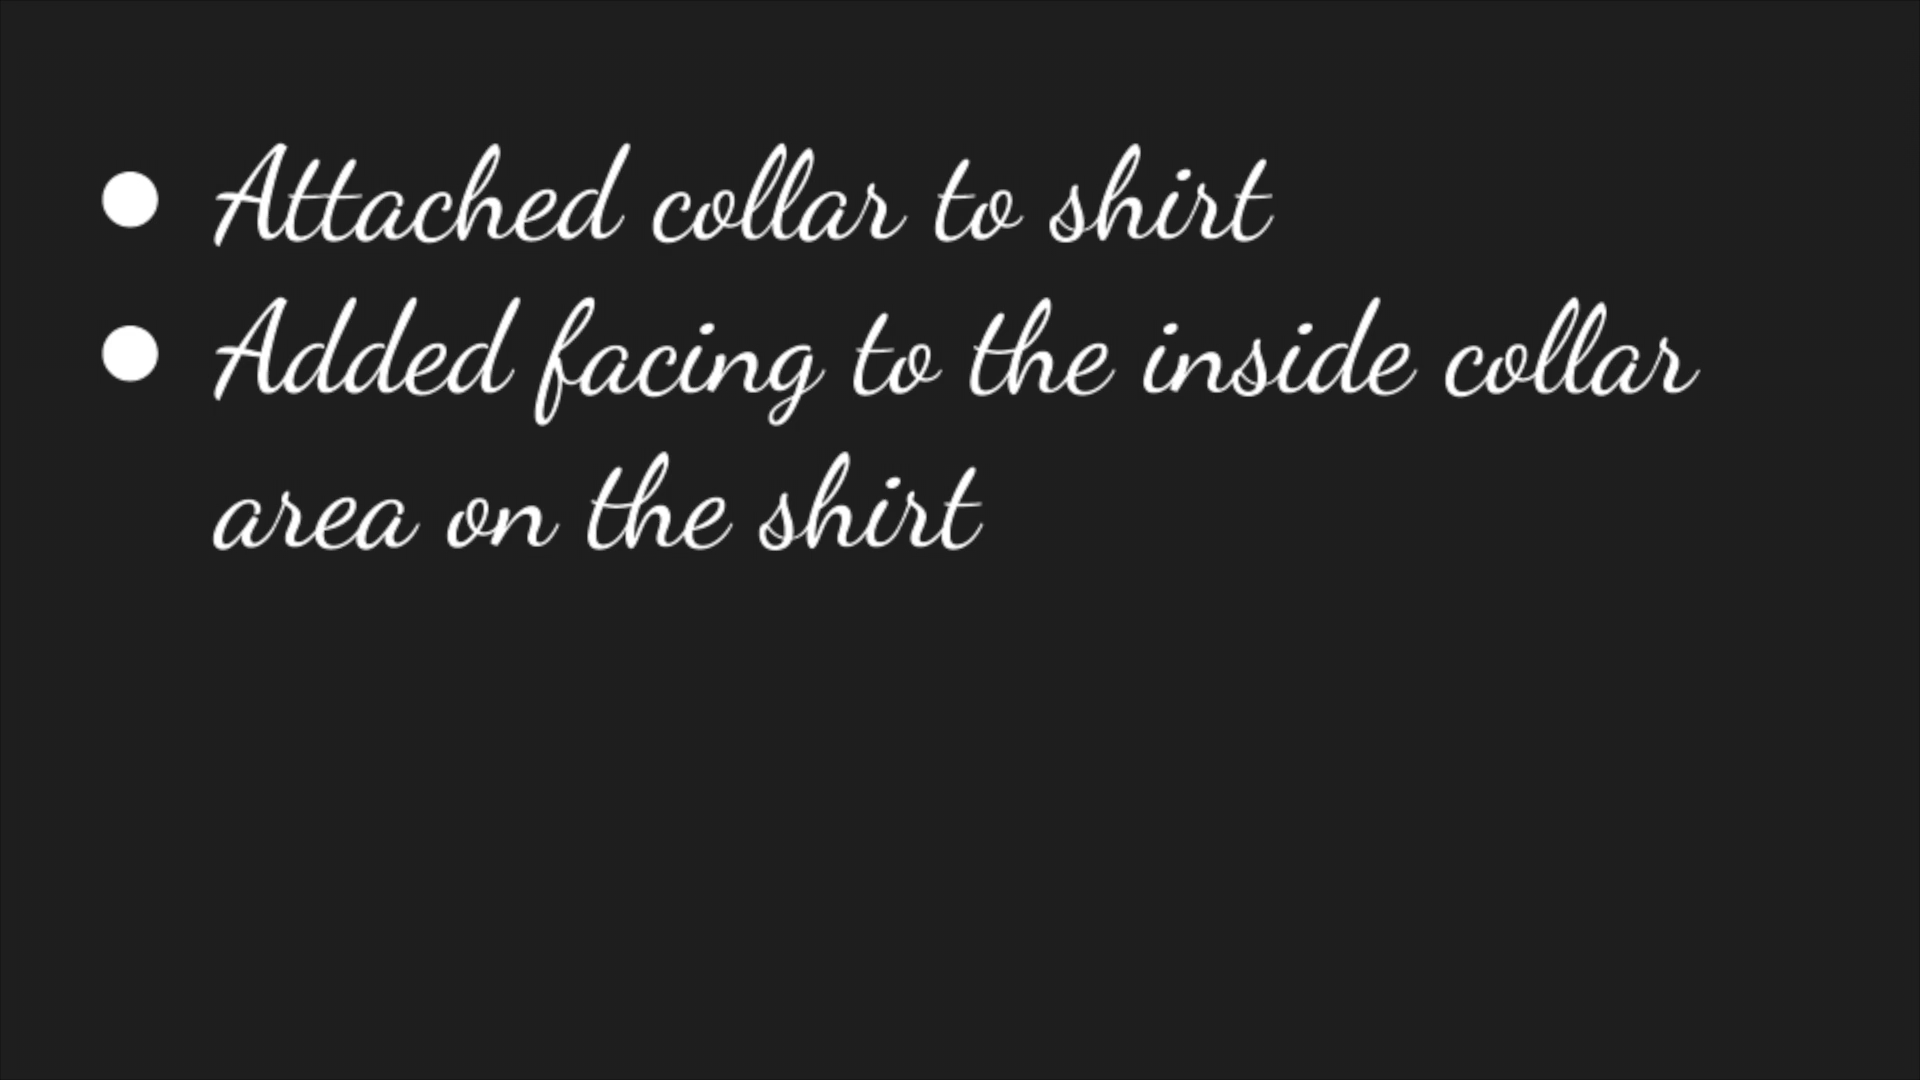 ● Attached collar to shirt
● Added facing to the inside collar
area on the shirt